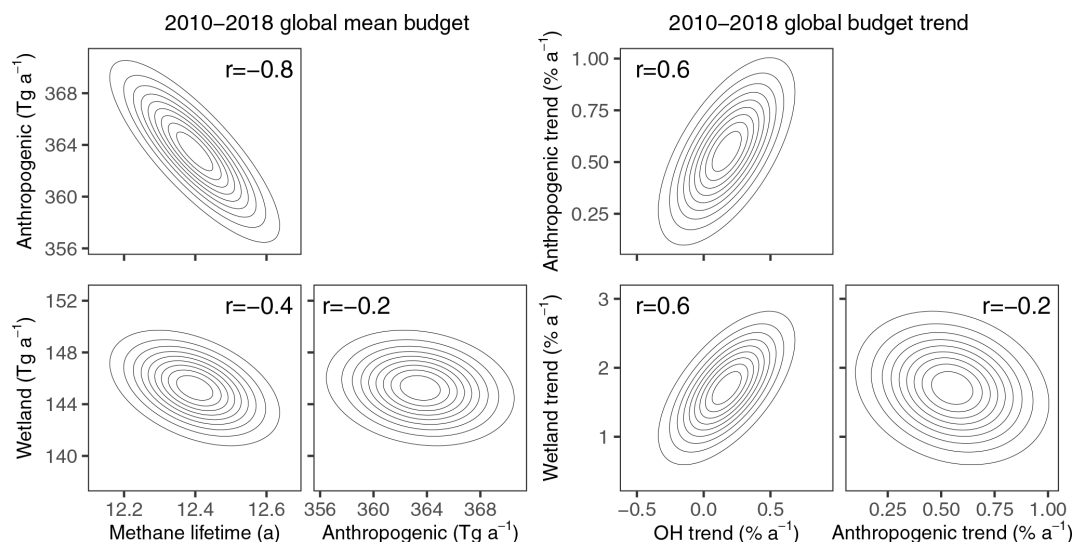 2010–2018 global mean budget
2010–2018 global budget trend
Anthropogenic (Tg a⁻¹)
368
364
360
356
r=−0.8
Anthropogenic trend (% a⁻¹)
1.00
0.75
0.50
0.25
r=0.6
Wetland (Tg a⁻¹)
152
148
144
140
r=−0.4
12.2 12.4 12.6
Methane lifetime (a)
r=−0.2
356 360 364 368
Anthropogenic (Tg a⁻¹)
Wetland trend (% a⁻¹)
3
2
1
r=0.6
−0.5 0.0 0.5
OH trend (% a⁻¹)
r=−0.2
0.25 0.50 0.75 1.00
Anthropogenic trend (% a⁻¹)